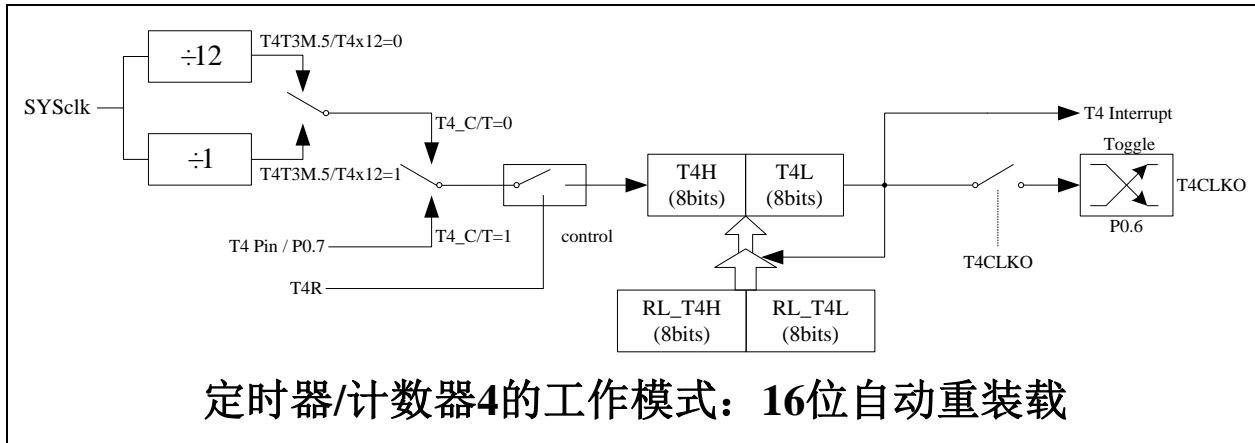 ÷12
T4T3M.5/T4x12=0
SYSclk
÷1
T4T3M.5/T4x12=1
T4_C/T=0
T4_C/T=1
T4 Pin / P0.7
T4R
control
T4H
(8bits)
T4L
(8bits)
RL_T4H
(8bits)
RL_T4L
(8bits)
T4 Interrupt
Toggle
T4CLKO
P0.6
T4CLKO
定时器/计数器4的工作模式：16位自动重装载